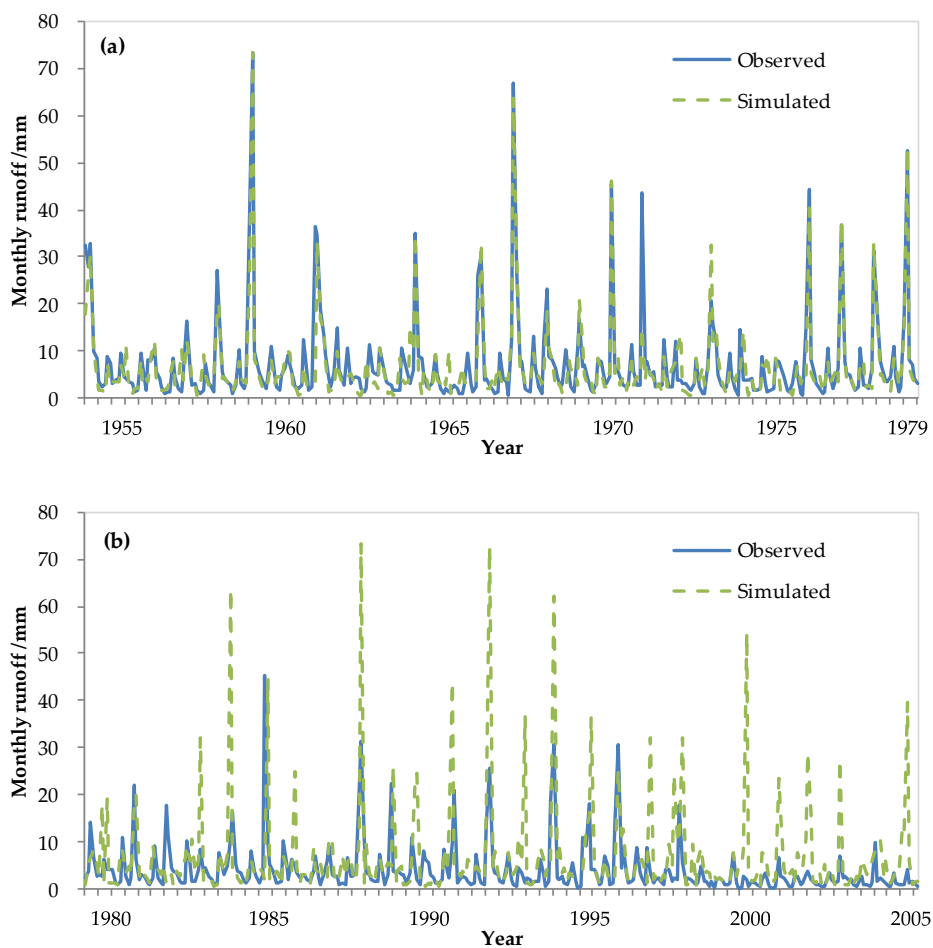 80
(a)
70
Observed
60
Simulated
50
40
30
20
10
0
Monthly runoff /mm
1955 1960 1965 1970 1975 1979
Year
80
(b)
70
Observed
60
Simulated
50
40
30
20
10
0
Monthly runoff /mm
1980 1985 1990 1995 2000 2005
Year